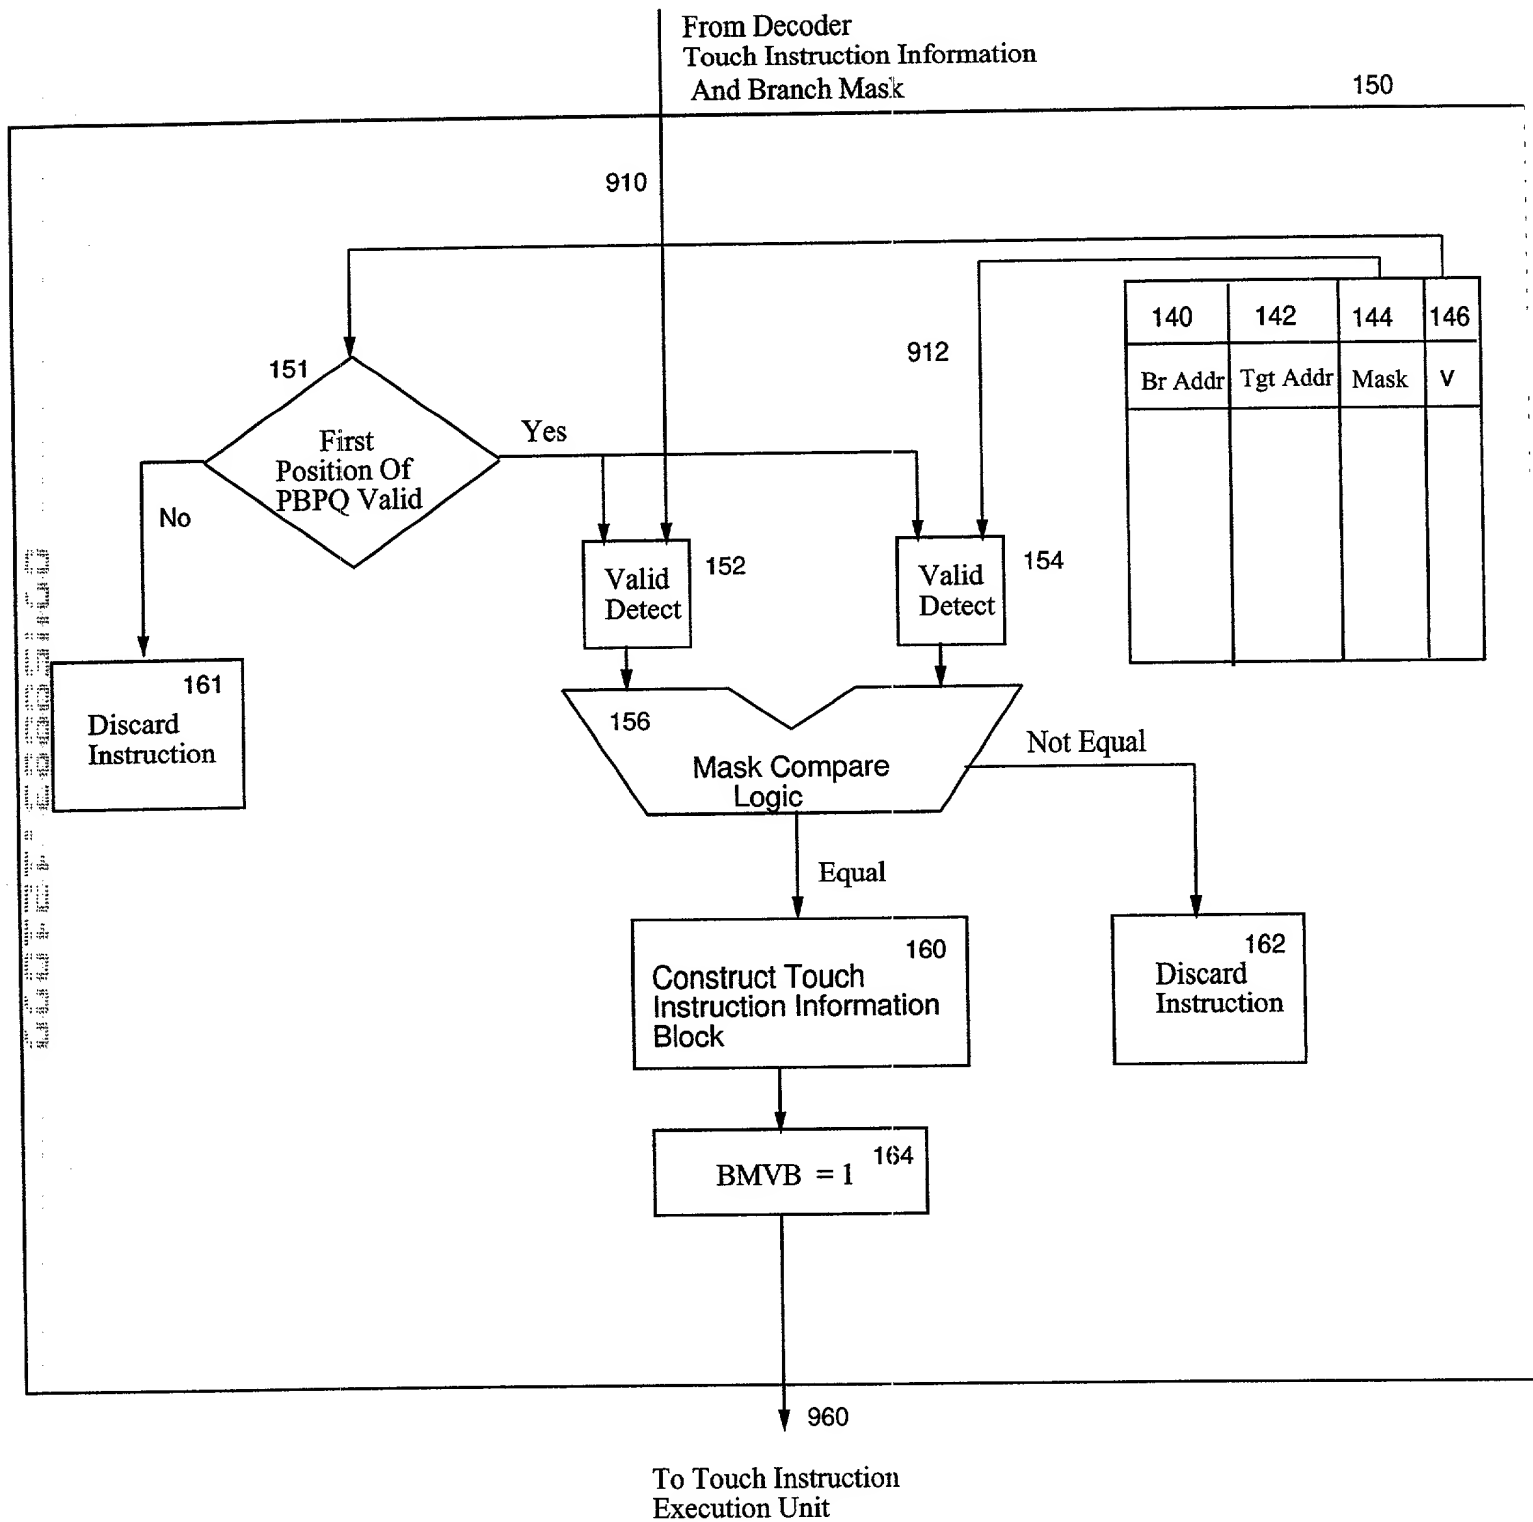 From Decoder
Touch Instruction Information
And Branch Mask
150
910
140 142 144 146
Br Addr Tgt Addr Mask V
912
151
First
Position Of
PBPQ Valid
Yes
No
Valid
Detect
152
Valid
Detect
154
161
Discard
Instruction
156
Mask Compare
Logic
Not Equal
Equal
160
Construct Touch
Instruction Information
Block
162
Discard
Instruction
164
BMVB = 1
960
To Touch Instruction
Execution Unit